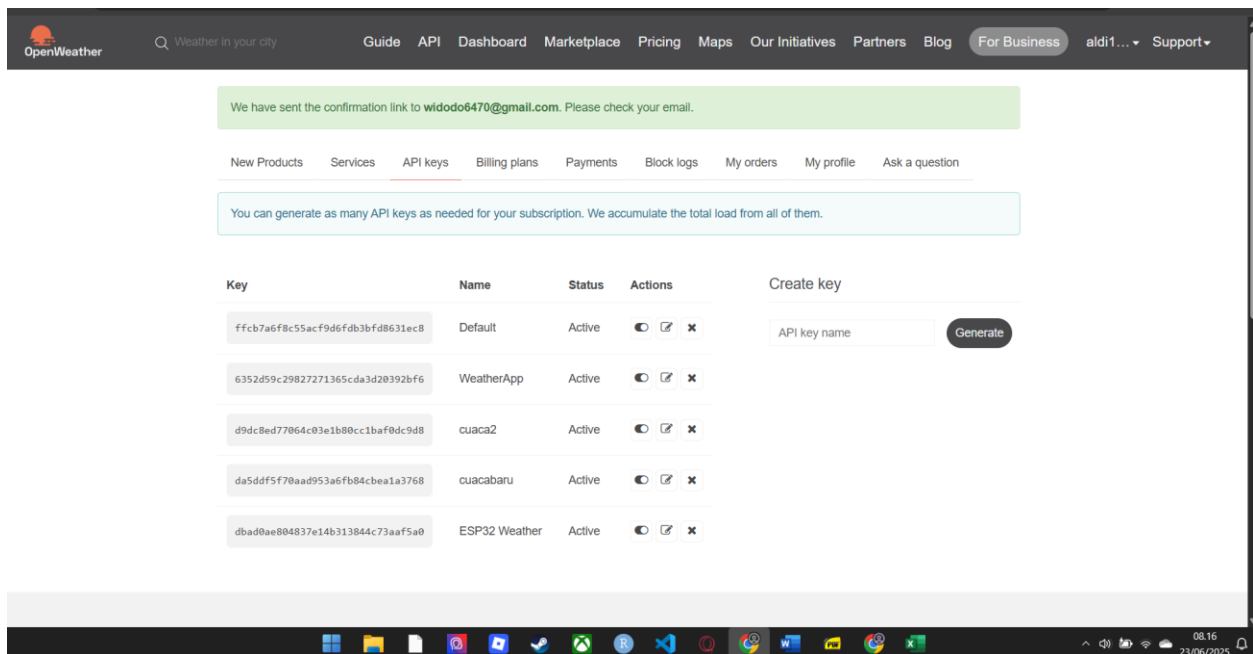 OpenWeather
Weather in your city
Guide API Dashboard Marketplace Pricing Maps Our Initiatives Partners Blog For Business aldi1... Support
We have sent the confirmation link to widodo6470@gmail.com. Please check your email.
New Products Services API keys Billing plans Payments Block logs My orders My profile Ask a question
You can generate as many API keys as needed for your subscription. We accumulate the total load from all of them.
Key Name Status Actions
ffcb7a6f8c55acf9d6fdb3bfd8631ec8 Default Active
6352d59c29827271365cda3d20392bf6 WeatherApp Active
d9dc8ed77064c03e1b80cc1baf0dc9d8 cuaca2 Active
da5ddf5f70aad953a6fb84cbea1a3768 cuacabaru Active
dbad0ae804837e14b313844c73aaf5a0 ESP32 Weather Active
Create key
API key name Generate
08.16
23/06/2025